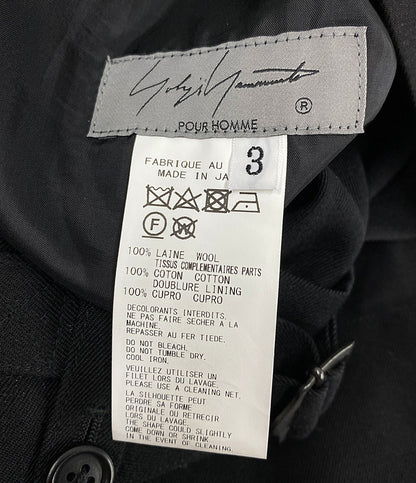 Yohji Yamamoto
®
POUR HOMME
3
FABRIQUE AU
MADE IN JA
F W
100% LAINE WOOL
TISSUS COMPLEMENTAIRES PARTS
100% COTON COTTON
DOUBLURE LINING
100% CUPRO CUPRO
DECOLORANTS INTERDITS.
NE PAS FAIRE SECHER A LA
MACHINE.
REPASSER AU FER TIEDE.
DO NOT BLEACH.
DO NOT TUMBLE DRY.
COOL IRON.
VEUILLEZ UTILISER UN
FILET LORS DU LAVAGE.
PLEASE USE A CLEANING NET.
LA SILHOUETTE PEUT
PERDRE SA FORME
ORIGINALE OU RETRECIR
LORS DU LAVAGE.
THE SHAPE COULD SLIGHTLY
COME DOWN OR SHRINK
IN THE EVENT OF CLEANING.